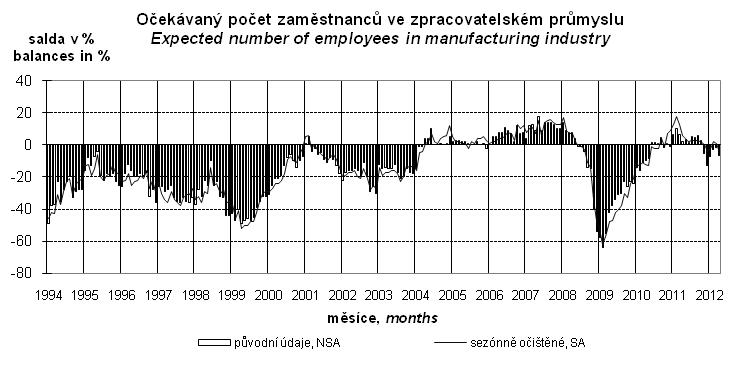 Očekávaný počet zaměstnanců ve zpracovatelském průmyslu
Expected number of employees in manufacturing industry
salda v %
balances in %
40
20
0
-20
-40
-60
-80
1994 1995 1996 1997 1998 1999 2000 2001 2002 2003 2004 2005 2006 2007 2008 2009 2010 2011 2012
měsíce, months
původní údaje, NSA
sezónně očištěné, SA